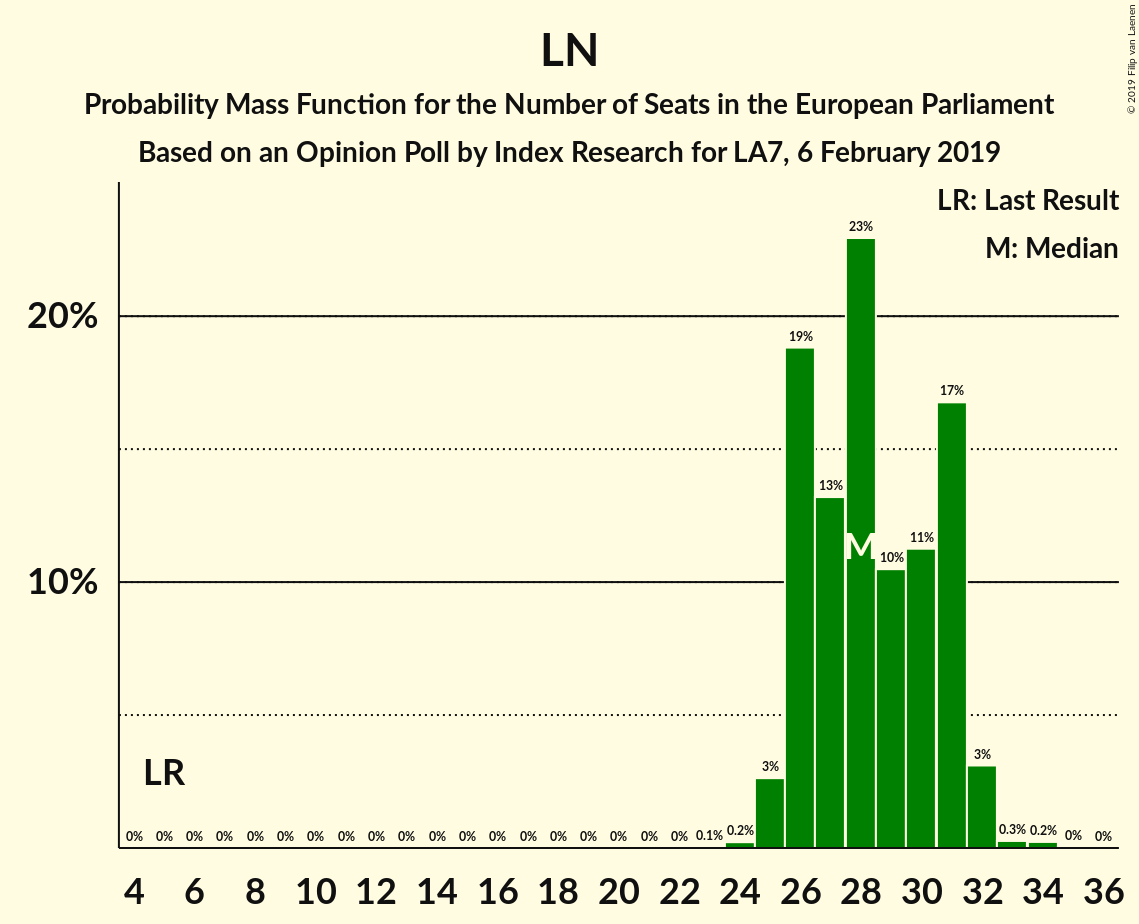 LN
Probability Mass Function for the Number of Seats in the European Parliament
Based on an Opinion Poll by Index Research for LA7, 6 February 2019
© 2019 Filip van Laenen
LR: Last Result
M: Median
20%
10%
LR
M
0% 0% 0% 0% 0% 0% 0% 0% 0% 0% 0% 0% 0% 0% 0% 0% 0% 0% 0% 0.1% 0.2% 3% 19% 13% 23% 10% 11% 17% 3% 0.3% 0.2% 0% 0%
4 6 8 10 12 14 16 18 20 22 24 26 28 30 32 34 36